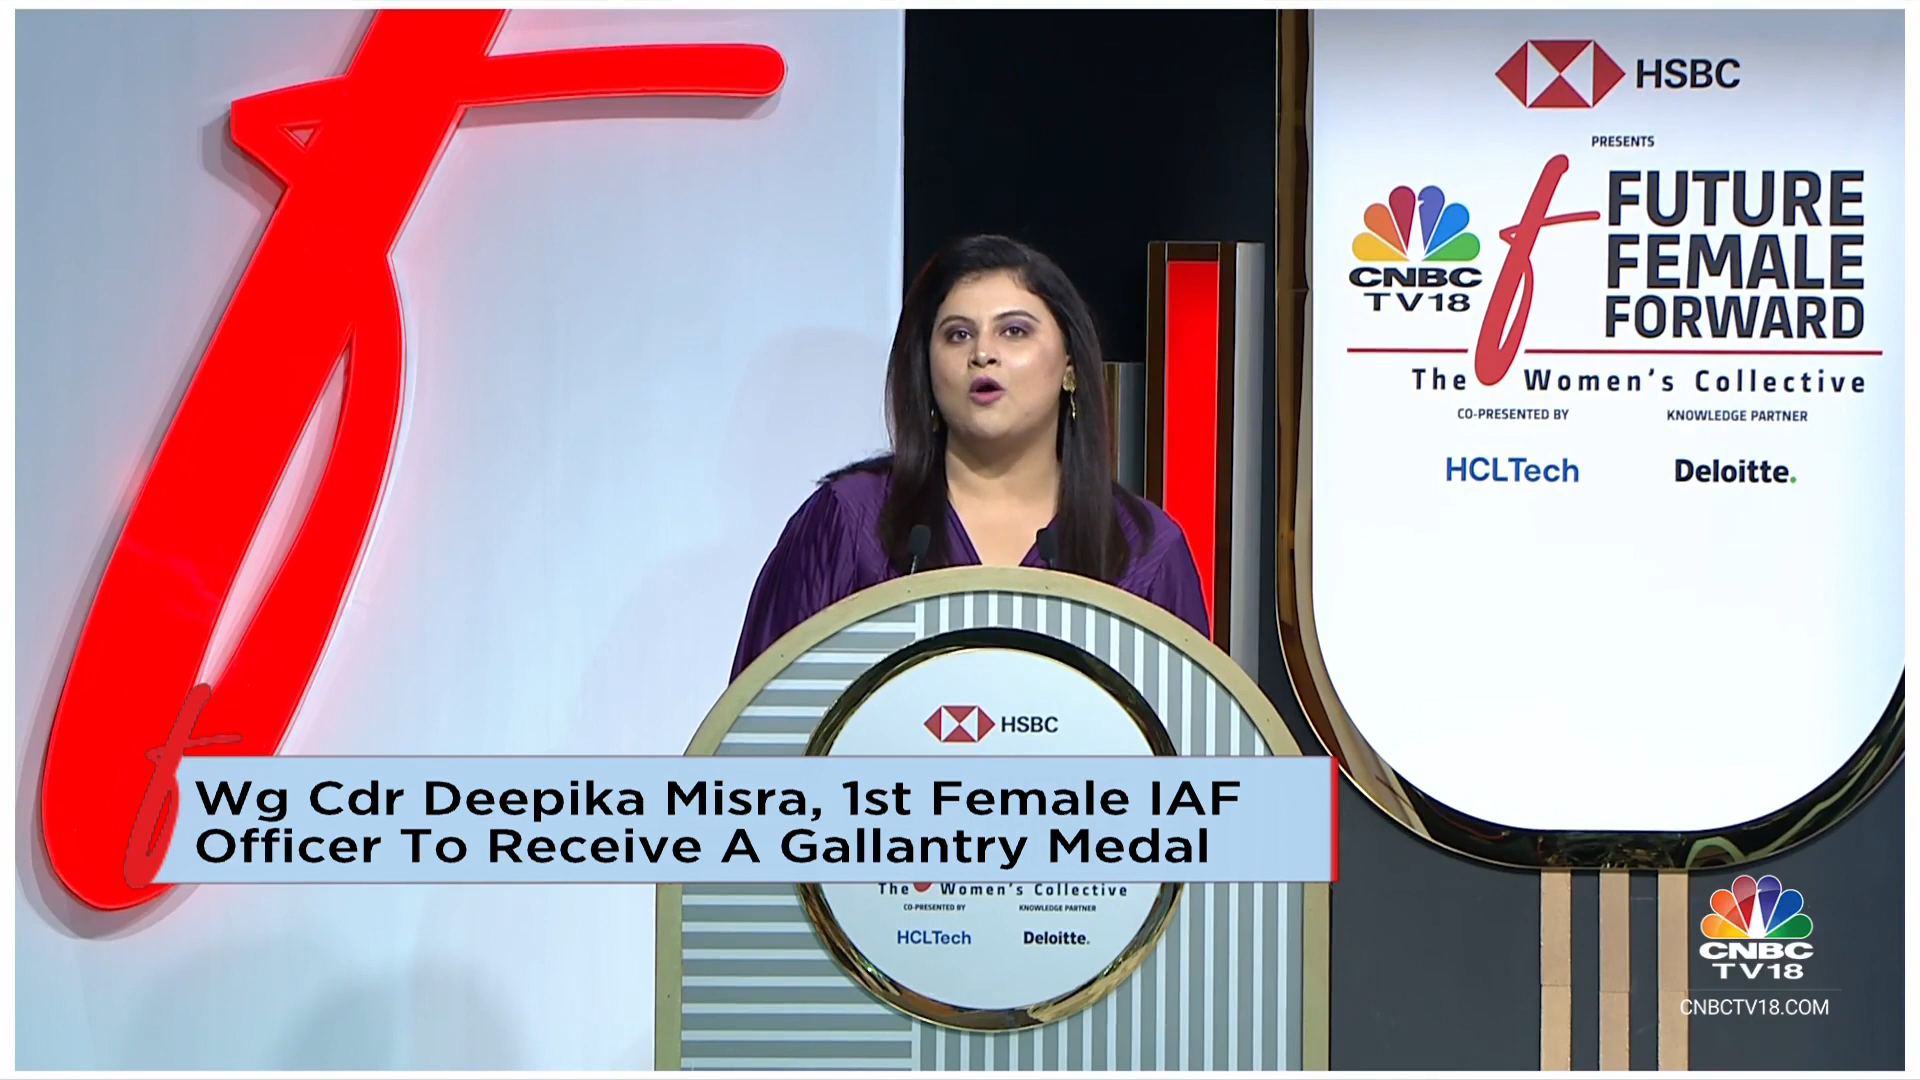 HSBC
PRESENTS
CNBC
TV18
FUTURE
FEMALE
FORWARD
The Women's Collective
CO-PRESENTED BY
KNOWLEDGE PARTNER
HCLTech
Deloitte.
HSBC
Wg Cdr Deepika Misra, 1st Female IAF
Officer To Receive A Gallantry Medal
The Women's Collective
CO-PRESENTED BY
KNOWLEDGE PARTNER
HCLTech
Deloitte.
CNBC
TV18
CNBCTV18.COM